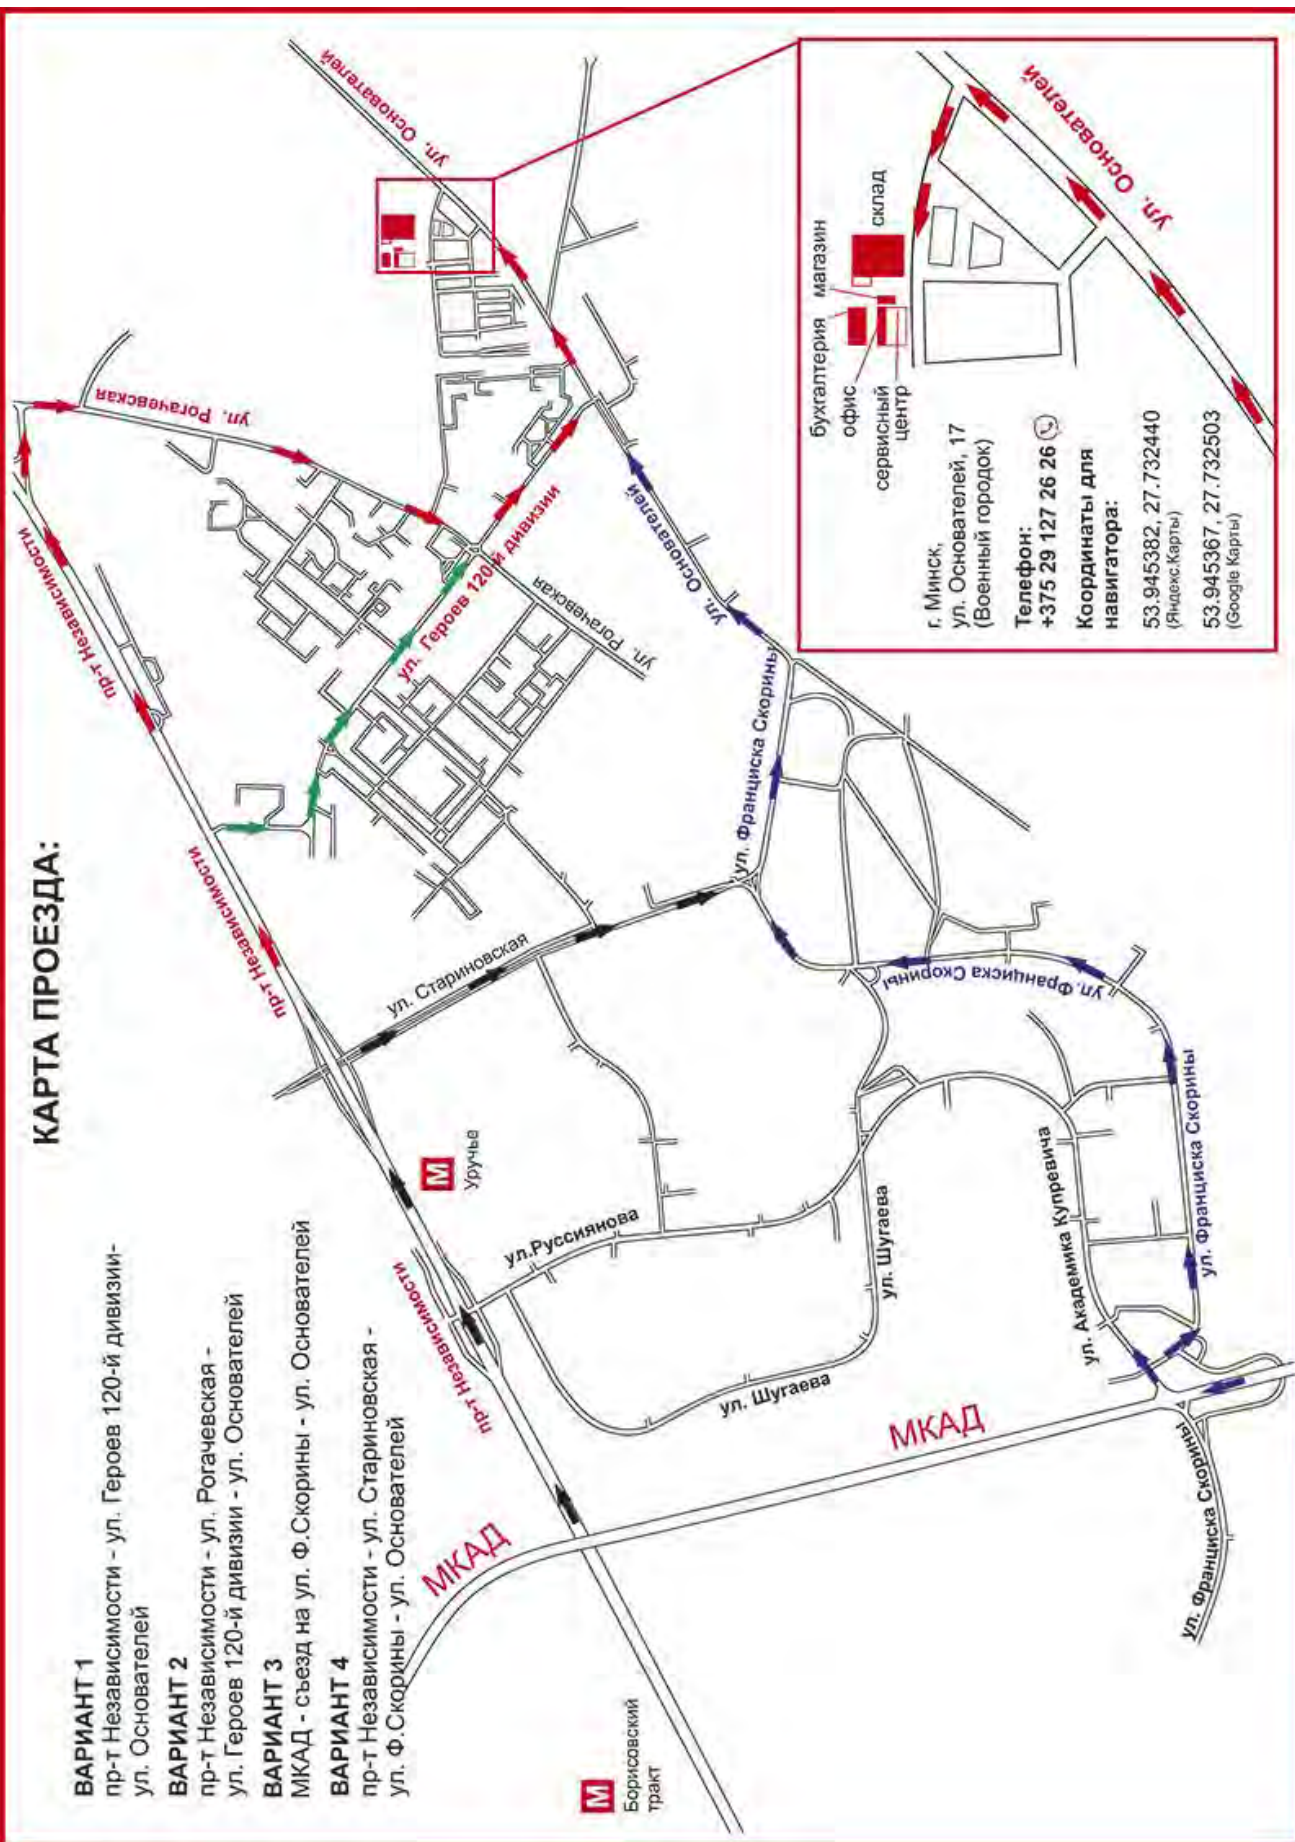 КАРТА ПРОЕЗДА:
ВАРИАНТ 1
пр-т Независимости - ул. Героев 120-й дивизии-
ул. Основателей
ВАРИАНТ 2
пр-т Независимости - ул. Рогачевская -
ул. Героев 120-й дивизии - ул. Основателей
ВАРИАНТ 3
МКАД - съезд на ул. Ф.Скорины - ул. Основателей
ВАРИАНТ 4
пр-т Независимости - ул. Стариновская -
ул. Ф.Скорины - ул. Основателей
М
Борисовский
тракт
МКАД
МКАД
пр-т Независимости
М
Уручье
пр-т Независимости
пр-т Независимости
ул. Рогачевская
ул. Героев 120-й дивизии
ул. Рогачевская
ул. Основателей
ул. Основателей
ул. Стариновская
ул. Франциска Скорины
ул. Франциска Скорины
ул. Франциска Скорины
ул. Франциска Скорины
ул.Руссиянова
ул. Шугаева
ул. Шугаева
ул. Академика Купревича
бухгалтерия
магазин
офис
склад
сервисный
центр
ул. Основателей
г. Минск,
ул. Основателей, 17
(Военный городок)
Телефон:
+375 29 127 26 26
Координаты для
навигатора:
53.945382, 27.732440
(Яндекс.Карты)
53.945367, 27.732503
(Google Карты)